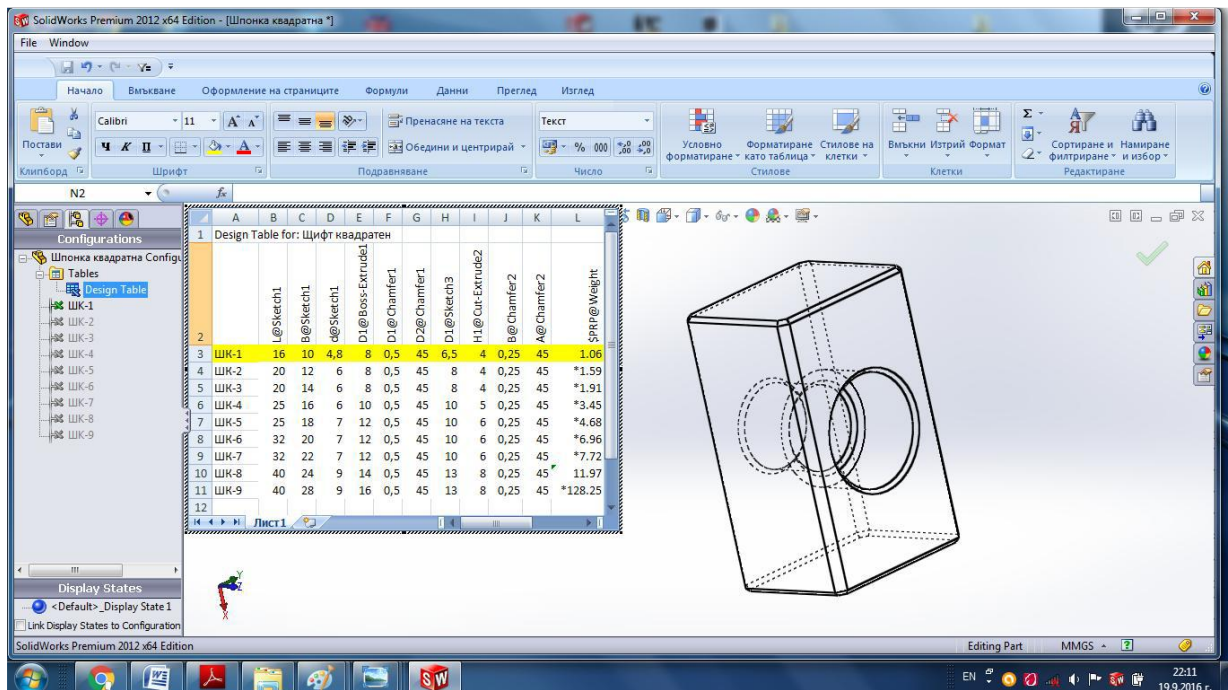 SolidWorks Premium 2012 x64 Edition - [Шпонка квадратна *]
File Window
Начало Вмъкване Оформление на страниците Формули Данни Преглед Изглед
Calibri 11 A A Пренасяне на текста Текст
Постави Ч К П A Обедини и центрирай % 000 Условно форматиране Форматиране като таблица Стилове на клетки Вмъкни Изтрий Формат Σ Сортиране и филтриране Намиране и избор
Клипборд Шрифт Подравняване Число Стилове Клетки Редактиране
N2 fx
A B C D E F G H I J K L
Configurations
1 Design Table for: Щифт квадратен
Шпонка квадратна Configu
Tables
Design Table
ШК-1
ШК-2
ШК-3
ШК-4
ШК-5
ШК-6
ШК-7
ШК-8
ШК-9
2 L@Sketch1 B@Sketch1 d@Sketch1 D1@Boss-Extrude1 D1@Chamfer1 D2@Chamfer1 D1@Sketch3 H1@Cut-Extrude2 B@Chamfer2 A@Chamfer2 $PRP@Weight
3 ШК-1 16 10 4,8 8 0,5 45 6,5 4 0,25 45 1.06
4 ШК-2 20 12 6 8 0,5 45 8 4 0,25 45 *1.59
5 ШК-3 20 14 6 8 0,5 45 8 4 0,25 45 *1.91
6 ШК-4 25 16 6 10 0,5 45 10 5 0,25 45 *3.45
7 ШК-5 25 18 7 12 0,5 45 10 6 0,25 45 *4.68
8 ШК-6 32 20 7 12 0,5 45 10 6 0,25 45 *6.96
9 ШК-7 32 22 7 12 0,5 45 10 6 0,25 45 *7.72
10 ШК-8 40 24 9 14 0,5 45 13 8 0,25 45 11.97
11 ШК-9 40 28 9 16 0,5 45 13 8 0,25 45 *128.25
12
Лист1
Y
Z
X
Display States
<Default>_Display State 1
Link Display States to Configuration
SolidWorks Premium 2012 x64 Edition Editing Part MMGS
EN 22:11
19.9.2016 г.